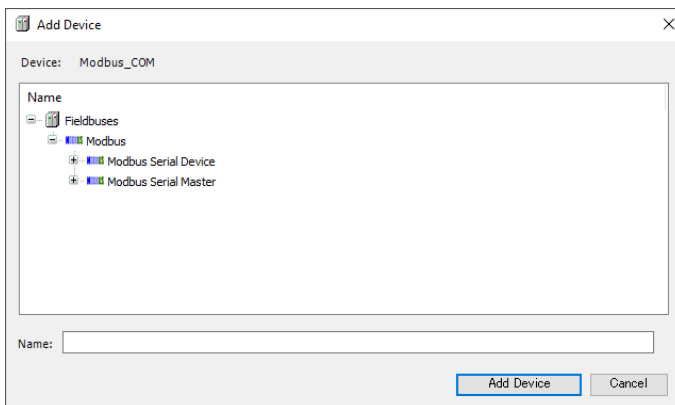 Add Device
Device: Modbus_COM
Name
Fieldbuses
Modbus
Modbus Serial Device
Modbus Serial Master
Name:
Add Device Cancel